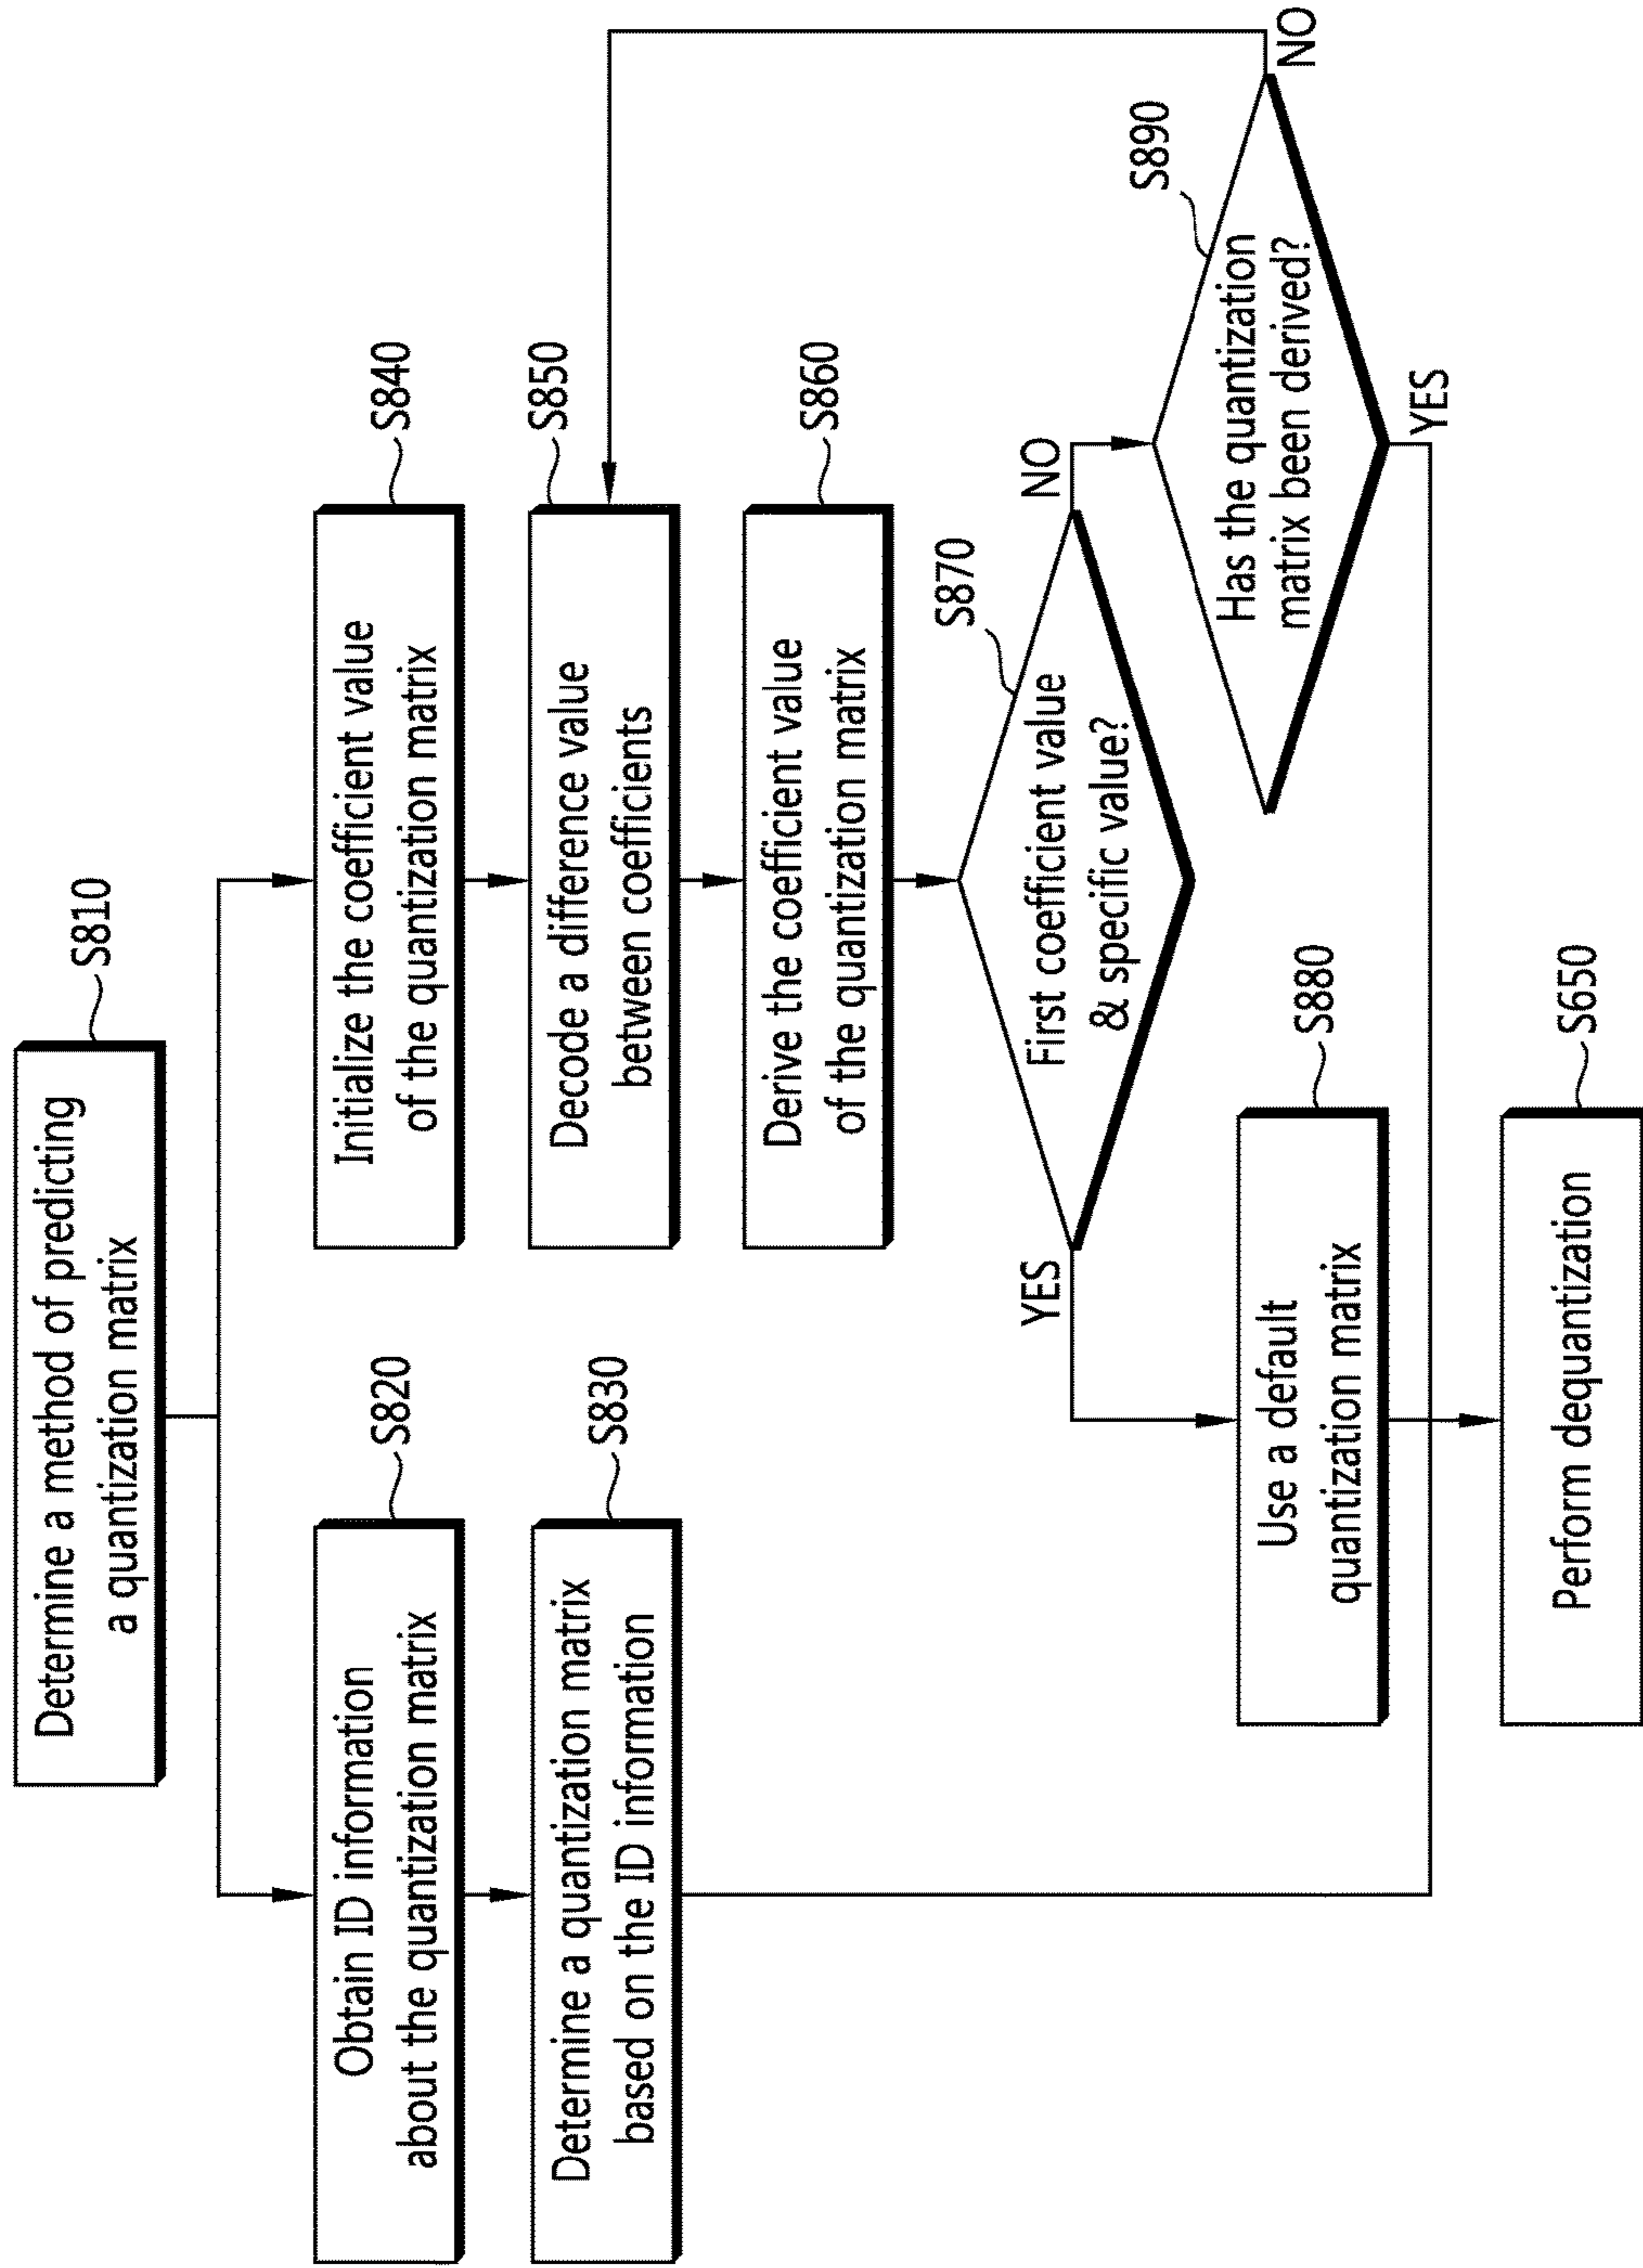 Determine a method of predicting
a quantization matrix
S810
Obtain ID information
about the quantization matrix
S820
Determine a quantization matrix
based on the ID information
S830
Initialize the coefficient value
of the quantization matrix
S840
Decode a difference value
between coefficients
S850
Derive the coefficient value
of the quantization matrix
S860
First coefficient value
& specific value?
S870
YES
NO
Use a default
quantization matrix
S880
Has the quantization
matrix been derived?
S890
NO
YES
Perform dequantization
S650